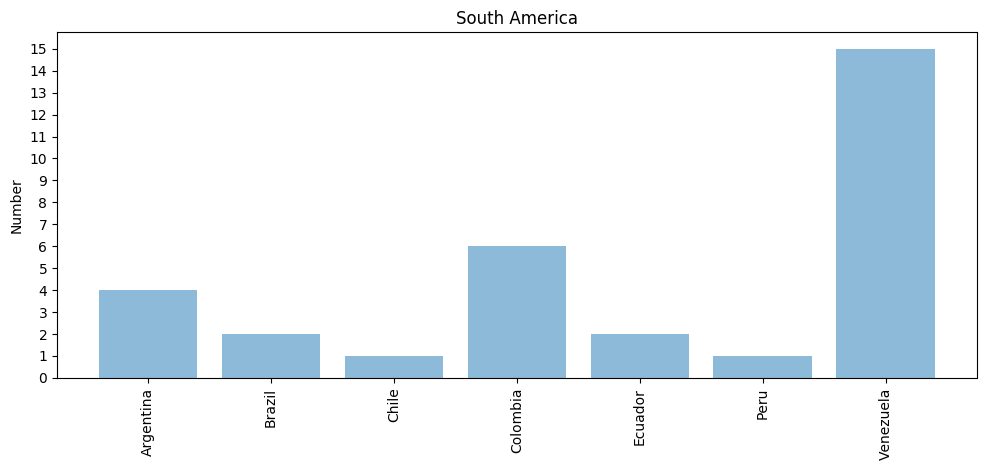 South America
Number
15
14
13
12
11
10
9
8
7
6
5
4
3
2
1
0
Argentina
Brazil
Chile
Colombia
Ecuador
Peru
Venezuela